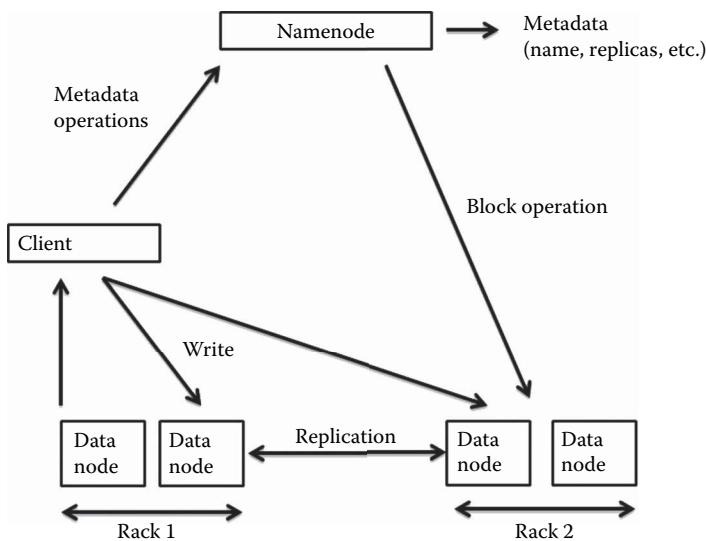 Namenode
Metadata
(name, replicas, etc.)
Metadata
operations
Block operation
Client
Write
Data
node
Data
node
Replication
Data
node
Data
node
Rack 1
Rack 2